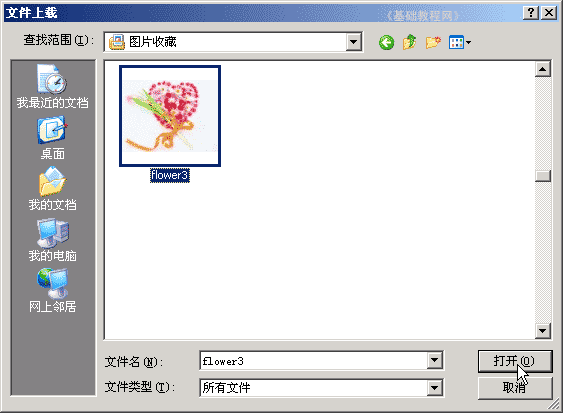 文件上载
《基础教程网》
查找范围(I):
图片收藏
我最近的文档
桌面
我的文档
我的电脑
网上邻居
flower3
文件名(N):
flower3
打开(O)
文件类型(T):
所有文件
取消